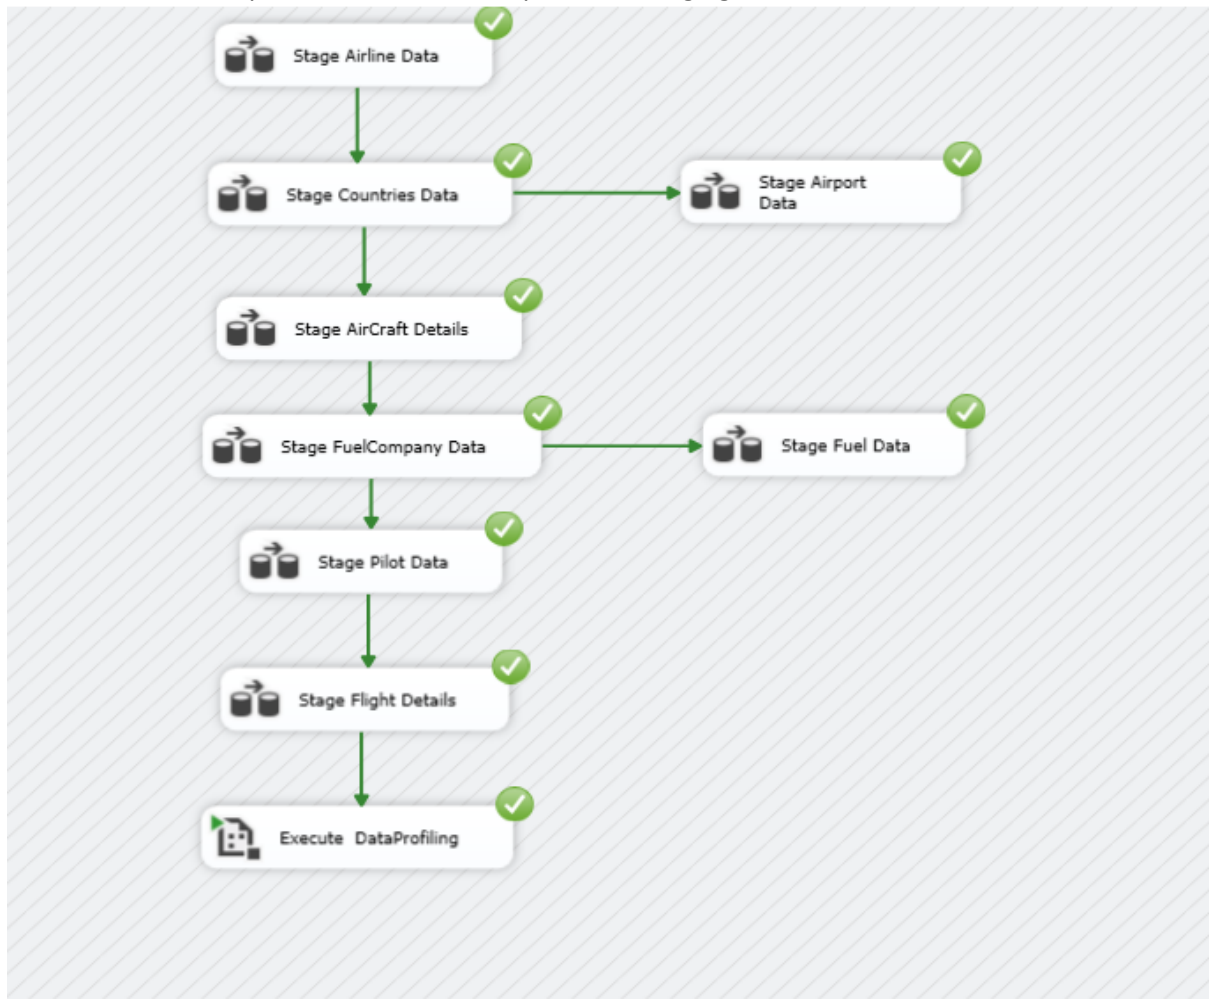 Stage Airline Data
Stage Countries Data
Stage Airport
Data
Stage AirCraft Details
Stage FuelCompany Data
Stage Fuel Data
Stage Pilot Data
Stage Flight Details
Execute  DataProfiling